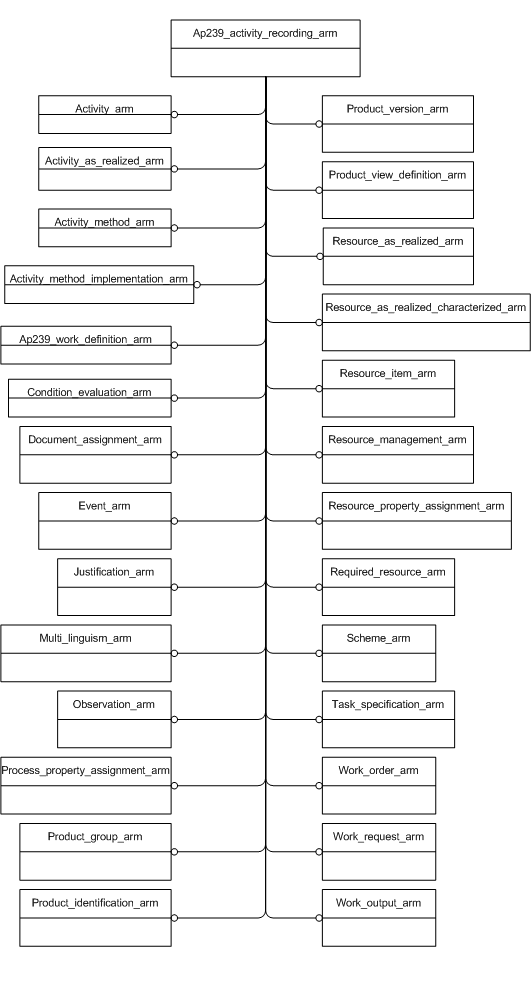 Ap239_activity_recording_arm
Activity_arm
Activity_as_realized_arm
Activity_method_arm
Activity_method_implementation_arm
Ap239_work_definition_arm
Condition_evaluation_arm
Document_assignment_arm
Event_arm
Justification_arm
Multi_linguism_arm
Observation_arm
Process_property_assignment_arm
Product_group_arm
Product_identification_arm
Product_version_arm
Product_view_definition_arm
Resource_as_realized_arm
Resource_as_realized_characterized_arm
Resource_item_arm
Resource_management_arm
Resource_property_assignment_arm
Required_resource_arm
Scheme_arm
Task_specification_arm
Work_order_arm
Work_request_arm
Work_output_arm